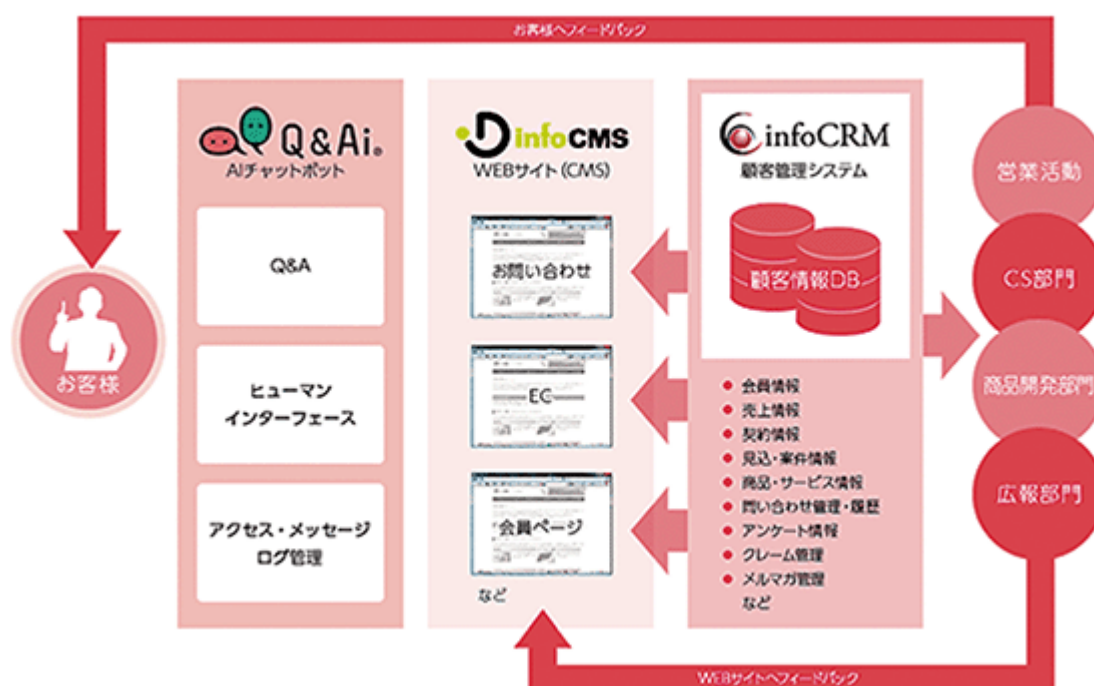 お客様へフィードバック
Q&Ai®
AIチャットボット
Q&A
ヒューマン
インターフェース
アクセス・メッセージ
ログ管理
infoCMS
WEBサイト(CMS)
お問い合わせ
EC
会員ページ
など
infoCRM
顧客管理システム
顧客情報DB
● 会員情報
● 売上情報
● 契約情報
● 見込・案件情報
● 商品・サービス情報
● 問い合わせ管理・履歴
● アンケート情報
● クレーム管理
● メルマガ管理
など
営業活動
CS部門
商品開発部門
広報部門
お客様
WEBサイトへフィードバック